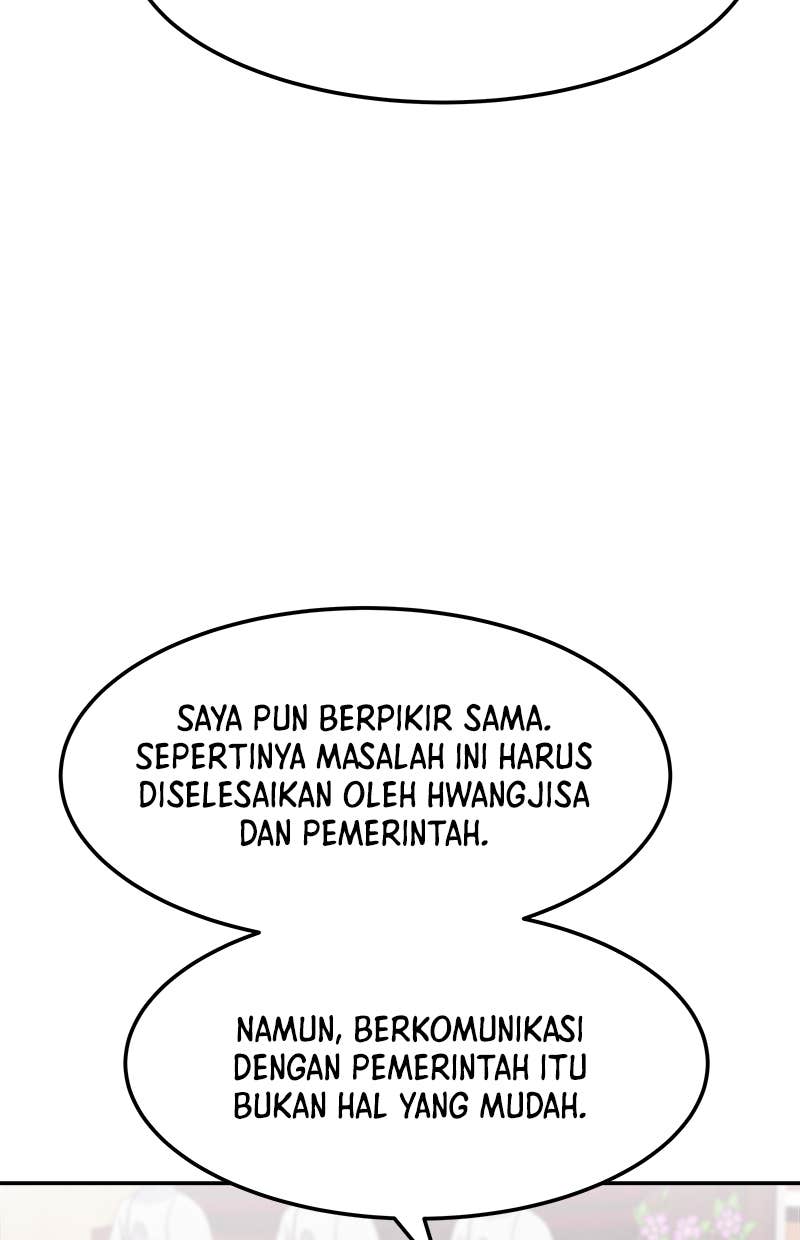 SAYA PUN BERPIKIR SAMA.
SEPERTINYA MASALAH INI HARUS
DISELESAIKAN OLEH HWANGJISA
DAN PEMERINTAH.
NAMUN, BERKOMUNIKASI
DENGAN PEMERINTAH ITU
BUKAN HAL YANG MUDAH.